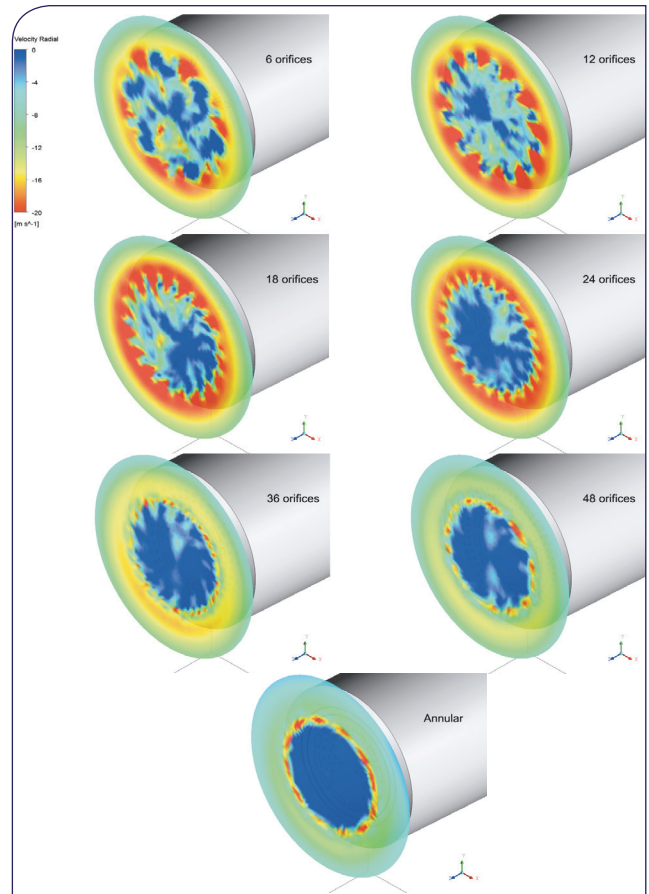 Velocity Radial
0
-4
-8
-12
-16
-20
[m s^-1]
6 orifices
12 orifices
18 orifices
24 orifices
36 orifices
48 orifices
Annular